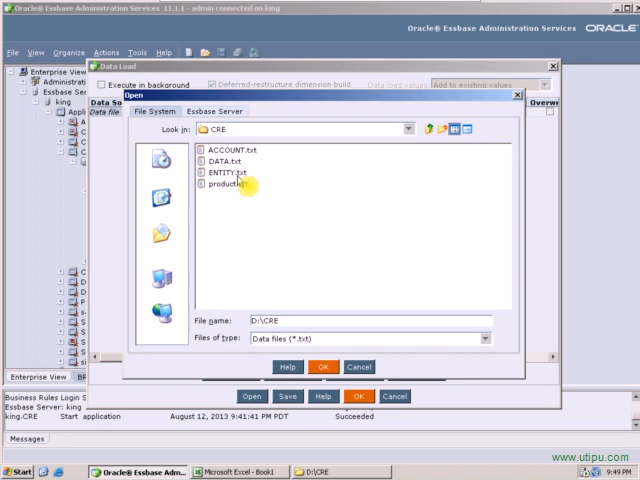 Oracle® Essbase Administration Services 11.1.1 - admin connected on king
Oracle® Essbase Administration Services ORACLE
File View Organize Actions Tools Help
Enterprise View
Data Load
Administrati
Execute in background
Deferred-restructure dimension build
Data load values
Add to existing values
Essbase Ser
king
Data So
Open
Overwr
Appli
Data file
File System
Essbase Server
Look in:
CRE
ACCOUNT.txt
DATA.txt
ENTITY.txt
File name:
D:\CRE
Files of type:
Data files (*.txt)
Help
OK
Cancel
Enterprise View
Open
Save
Help
OK
Cancel
Business Rules Login S
Essbase Server: king
king.CRE Start application August 12, 2013 9:41:41 PM PDT Succeeded
Messages
www.utipu.com
Start
Oracle® Essbase Adm...
Microsoft Excel - Book1
D:\CRE
9:49 PM